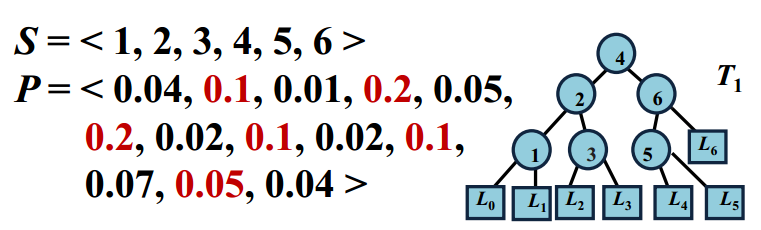 S = < 1, 2, 3, 4, 5, 6 >
P = < 0.04, 0.1, 0.01, 0.2, 0.05,
0.2, 0.02, 0.1, 0.02, 0.1,
0.07, 0.05, 0.04 >
T₁
4
2 6
1 3 5 L₆
L₀ L₁ L₂ L₃ L₄ L₅